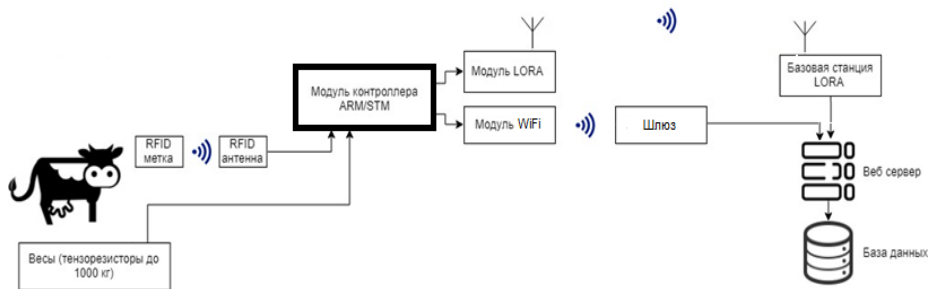 Модуль LORA
Базовая станция
LORA
Модуль контроллера
ARM/STM
Модуль WiFi
Шлюз
RFID
метка
RFID
антенна
Веб сервер
Весы (тензорезисторы до
1000 кг)
База данных